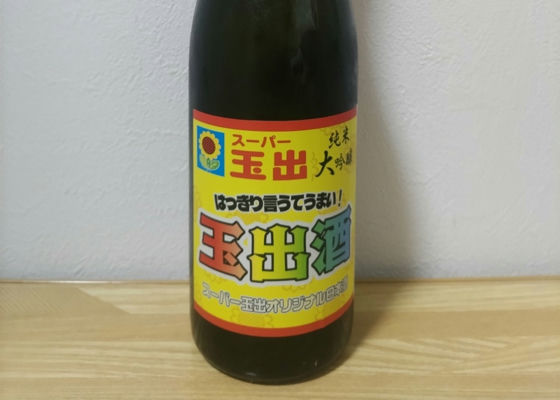 スーパー
玉出
純米
大吟醸
はっきり言うてうまい！
玉出酒
スーパー玉出オリジナル日本酒